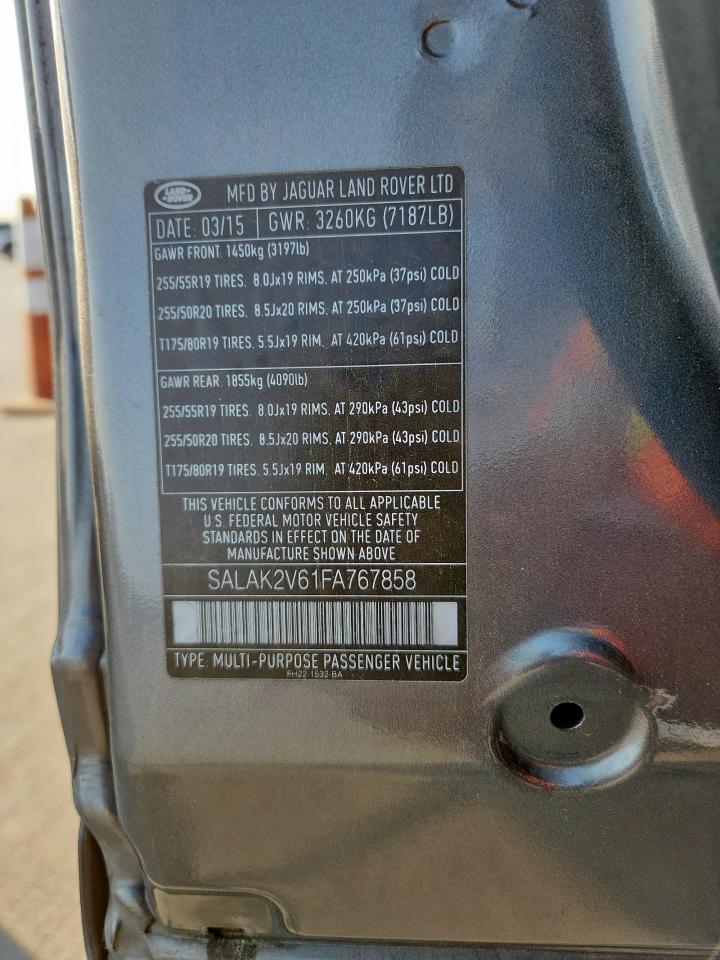 LAND ROVER MFD BY JAGUAR LAND ROVER LTD
DATE: 03/15 GWR: 3260KG (7187LB)
GAWR FRONT: 1450kg (3197lb)
255/55R19 TIRES. 8.0Jx19 RIMS. AT 250kPa (37psi) COLD
255/50R20 TIRES. 8.5Jx20 RIMS. AT 250kPa (37psi) COLD
T175/80R19 TIRES. 5.5Jx19 RIM. AT 420kPa (61psi) COLD
GAWR REAR: 1855kg (4090lb)
255/55R19 TIRES. 8.0Jx19 RIMS. AT 290kPa (43psi) COLD
255/50R20 TIRES. 8.5Jx20 RIMS. AT 290kPa (43psi) COLD
T175/80R19 TIRES. 5.5Jx19 RIM. AT 420kPa (61psi) COLD
THIS VEHICLE CONFORMS TO ALL APPLICABLE
U.S. FEDERAL MOTOR VEHICLE SAFETY
STANDARDS IN EFFECT ON THE DATE OF
MANUFACTURE SHOWN ABOVE
SALAK2V61FA767858
TYPE: MULTI-PURPOSE PASSENGER VEHICLE
FH22-1532-BA